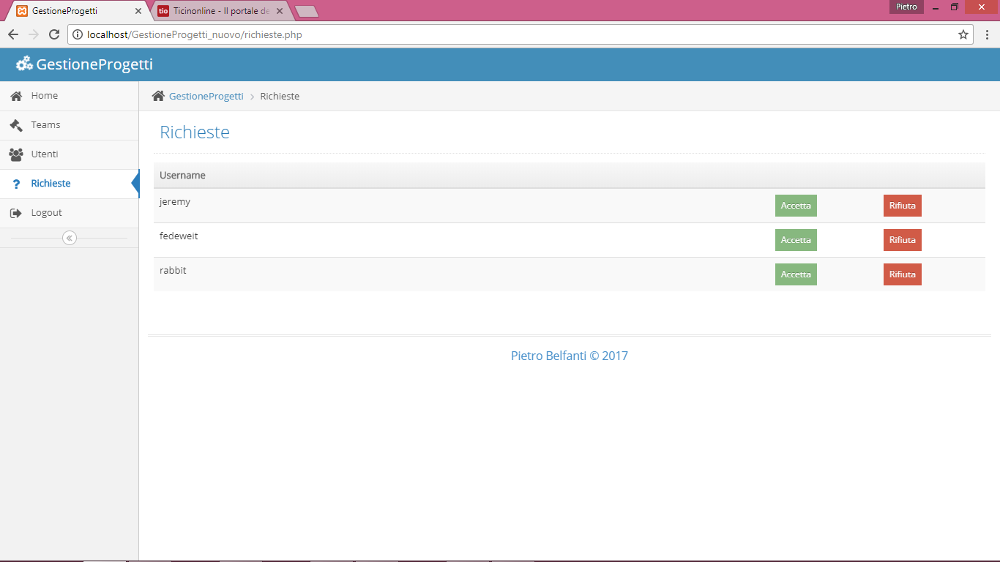 GestioneProgetti
Ticinonline - Il portale de
Pietro
localhost/GestioneProgetti_nuovo/richieste.php
GestioneProgetti
Home
Teams
Utenti
Richieste
Logout
GestioneProgetti > Richieste
Richieste
Username
jeremy Accetta Rifiuta
fedeweit Accetta Rifiuta
rabbit Accetta Rifiuta
Pietro Belfanti © 2017